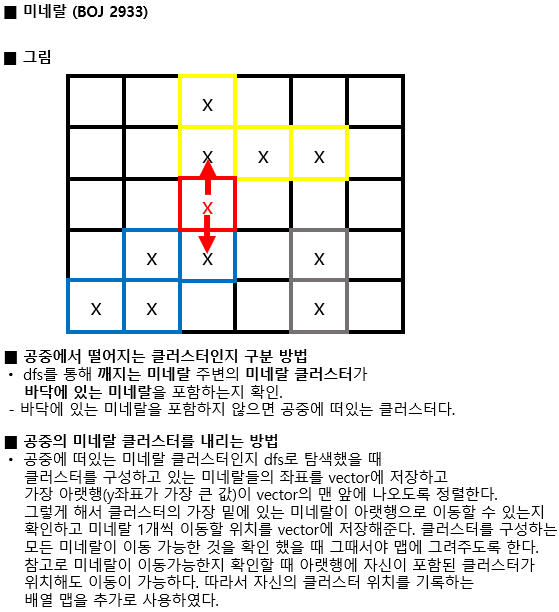 ■ 미네랄 (BOJ 2933)
■ 그림
x
x x x
x
x x x
x x x
■ 공중에서 떨어지는 클러스터인지 구분 방법
• dfs를 통해 깨지는 미네랄 주변의 미네랄 클러스터가
바닥에 있는 미네랄을 포함하는지 확인.
- 바닥에 있는 미네랄을 포함하지 않으면 공중에 떠있는 클러스터다.
■ 공중의 미네랄 클러스터를 내리는 방법
• 공중에 떠있는 미네랄 클러스터인지 dfs로 탐색했을 때
클러스터를 구성하고 있는 미네랄들의 좌표를 vector에 저장하고
가장 아랫행(y좌표가 가장 큰 값)이 vector의 맨 앞에 나오도록 정렬한다.
그렇게 해서 클러스터의 가장 밑에 있는 미네랄이 아랫행으로 이동할 수 있는지
확인하고 미네랄 1개씩 이동할 위치를 vector에 저장해준다. 클러스터를 구성하는
모든 미네랄이 이동 가능한 것을 확인 했을 때 그때서야 맵에 그려주도록 한다.
참고로 미네랄이 이동가능한지 확인할 때 아랫행에 자신이 포함된 클러스터가
위치해도 이동이 가능하다. 따라서 자신의 클러스터 위치를 기록하는
배열 맵을 추가로 사용하였다.